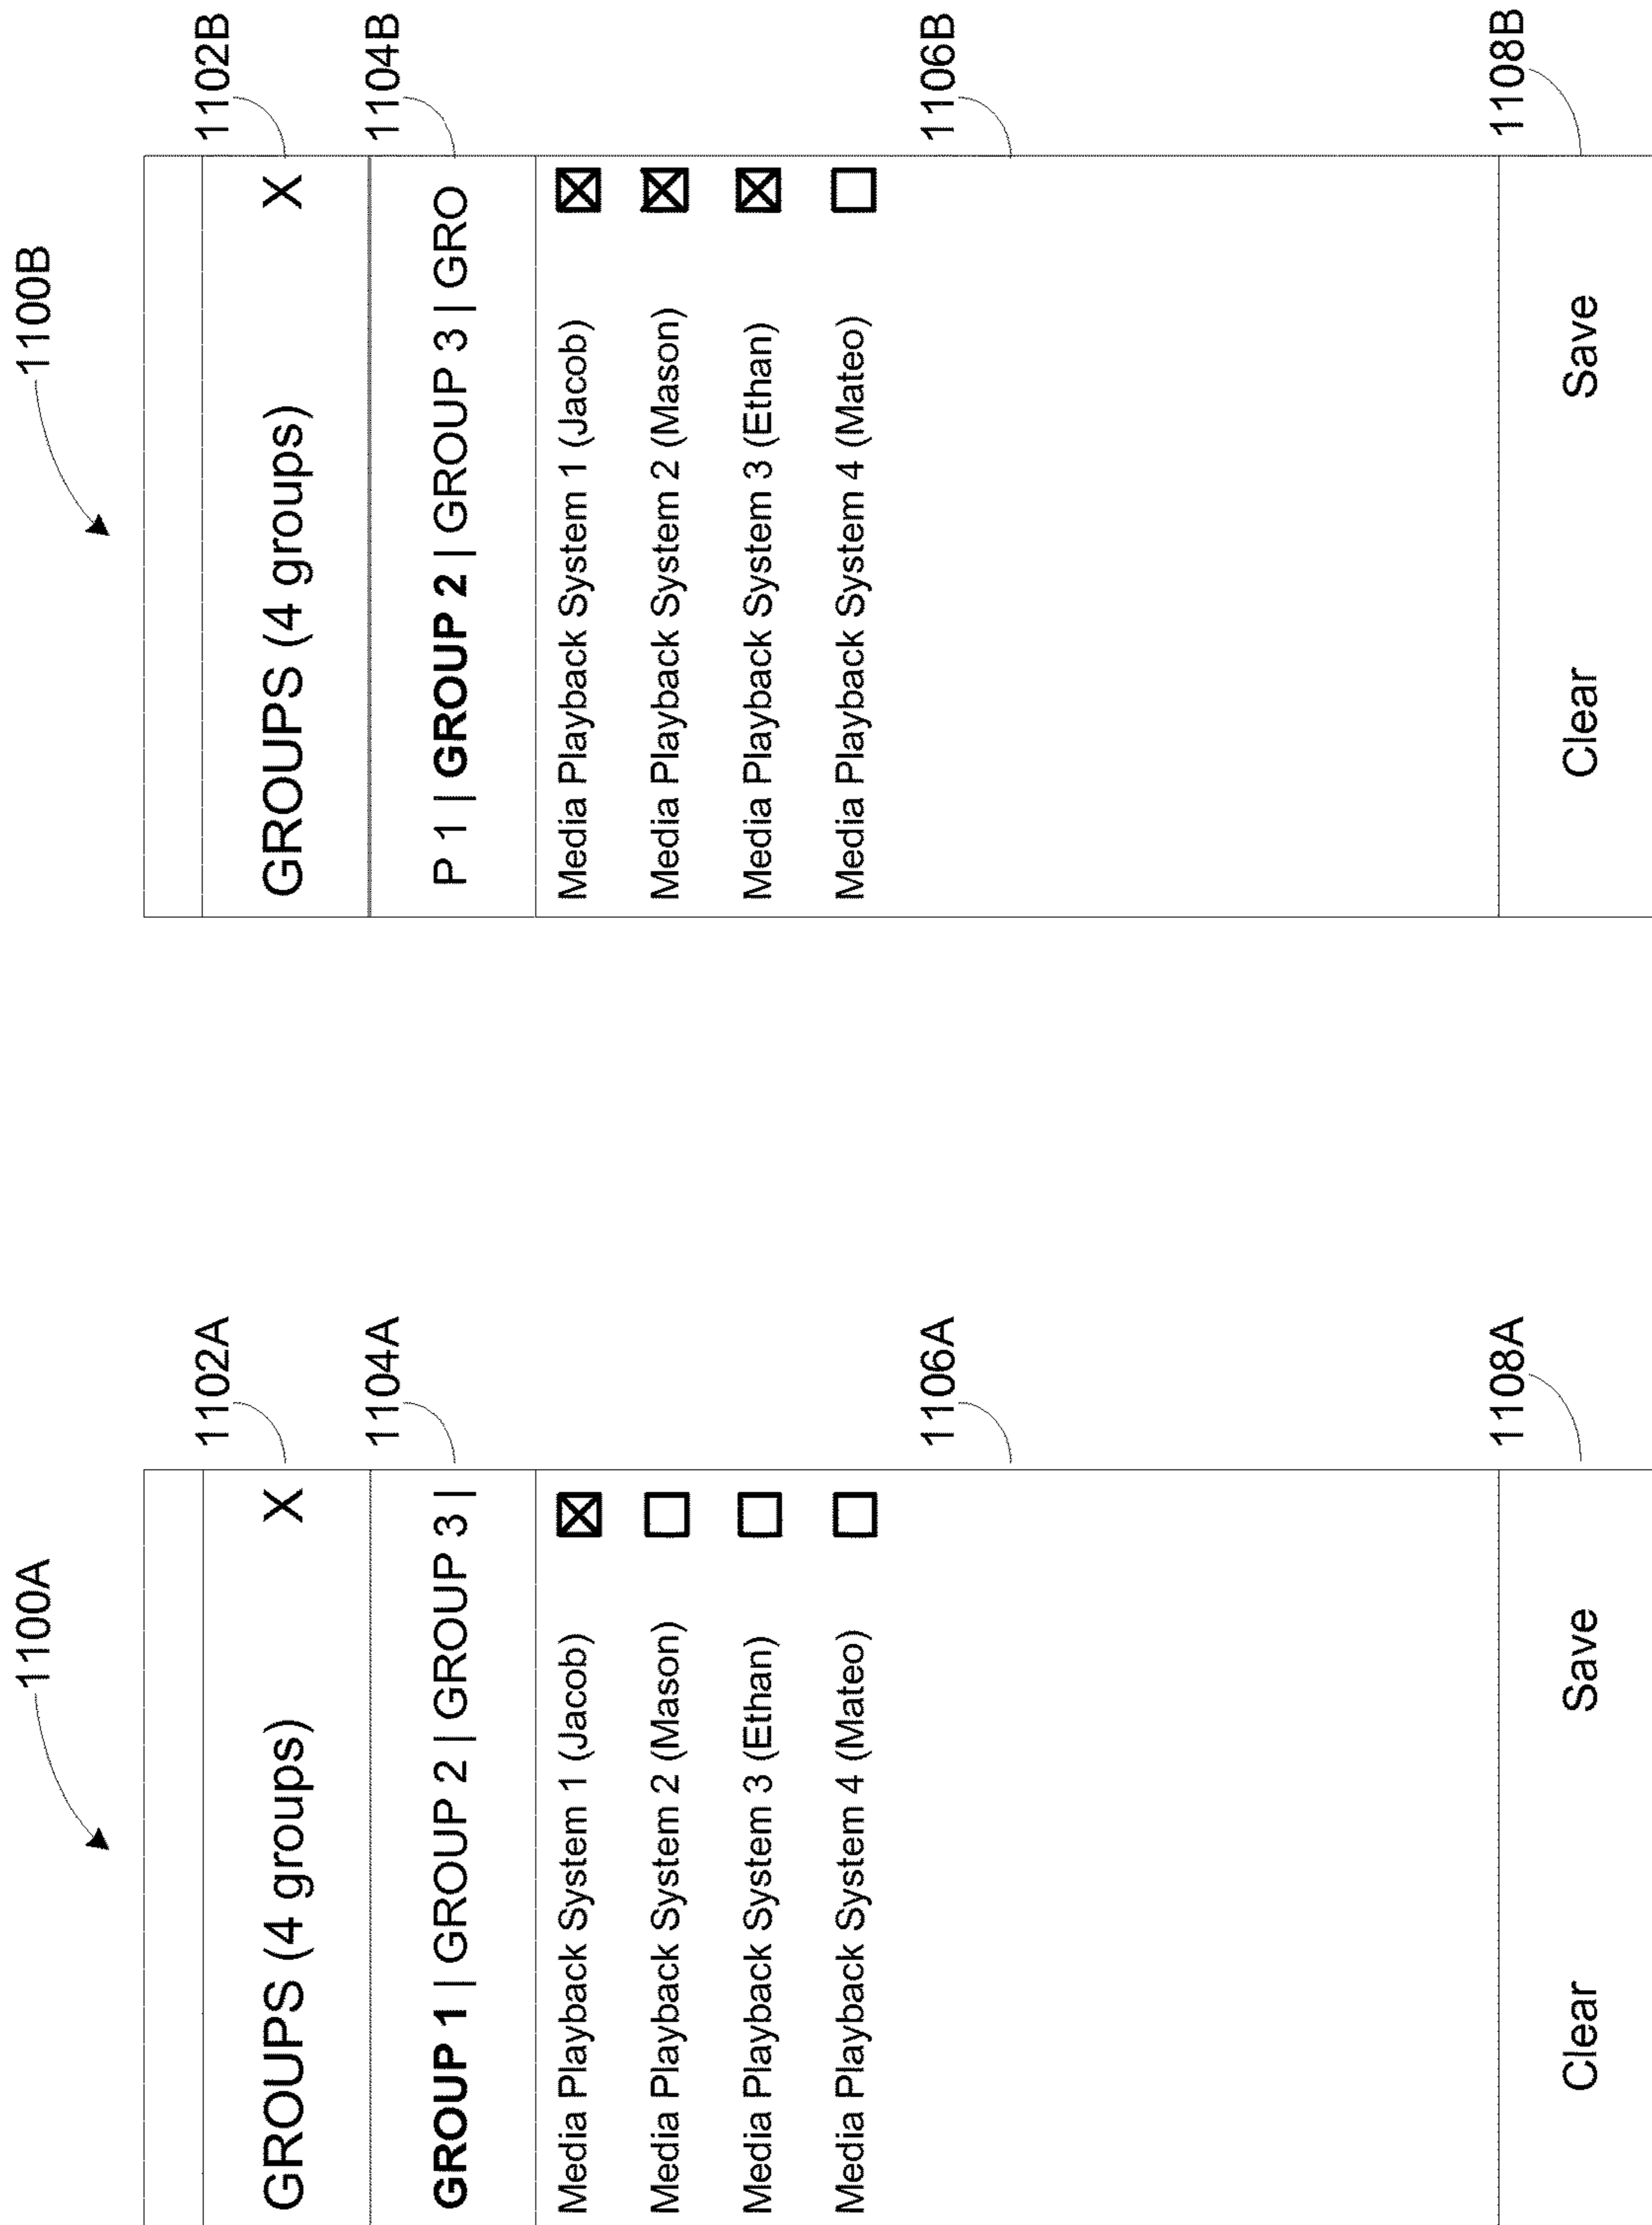 1100A
GROUPS (4 groups) X
1102A
GROUP 1 | GROUP 2 | GROUP 3 |
1104A
Media Playback System 1 (Jacob)
Media Playback System 2 (Mason)
Media Playback System 3 (Ethan)
Media Playback System 4 (Mateo)
1106A
Clear Save
1108A
1100B
GROUPS (4 groups) X
1102B
P 1 | GROUP 2 | GROUP 3 | GRO
1104B
Media Playback System 1 (Jacob)
Media Playback System 2 (Mason)
Media Playback System 3 (Ethan)
Media Playback System 4 (Mateo)
1106B
Clear Save
1108B